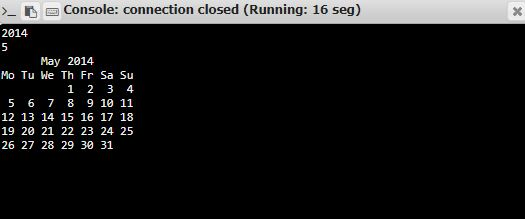 >_ Console: connection closed (Running: 16 seg)
2014
5
      May 2014
Mo Tu We Th Fr Sa Su
          1  2  3  4
 5  6  7  8  9 10 11
12 13 14 15 16 17 18
19 20 21 22 23 24 25
26 27 28 29 30 31